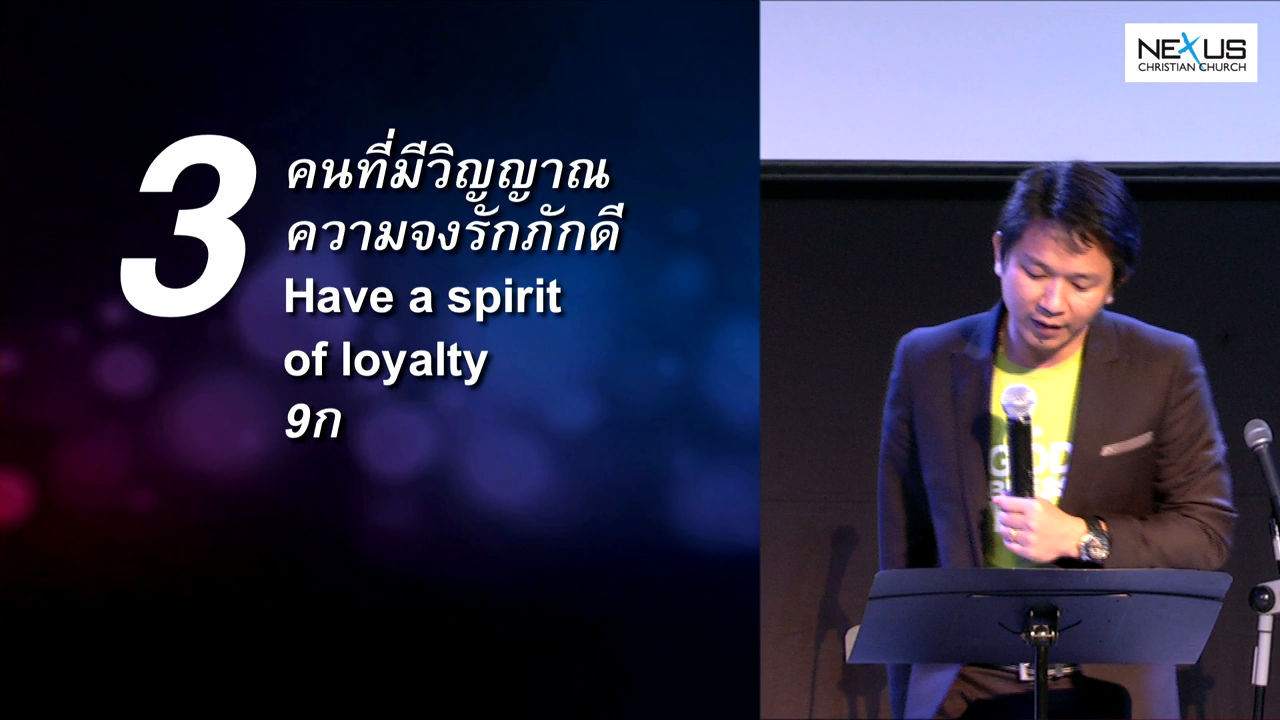 3
คนที่มีวิญญาณ
ความจงรักภักดี
Have a spirit
of loyalty
9ก
NEXUS
CHRISTIAN CHURCH
GOD